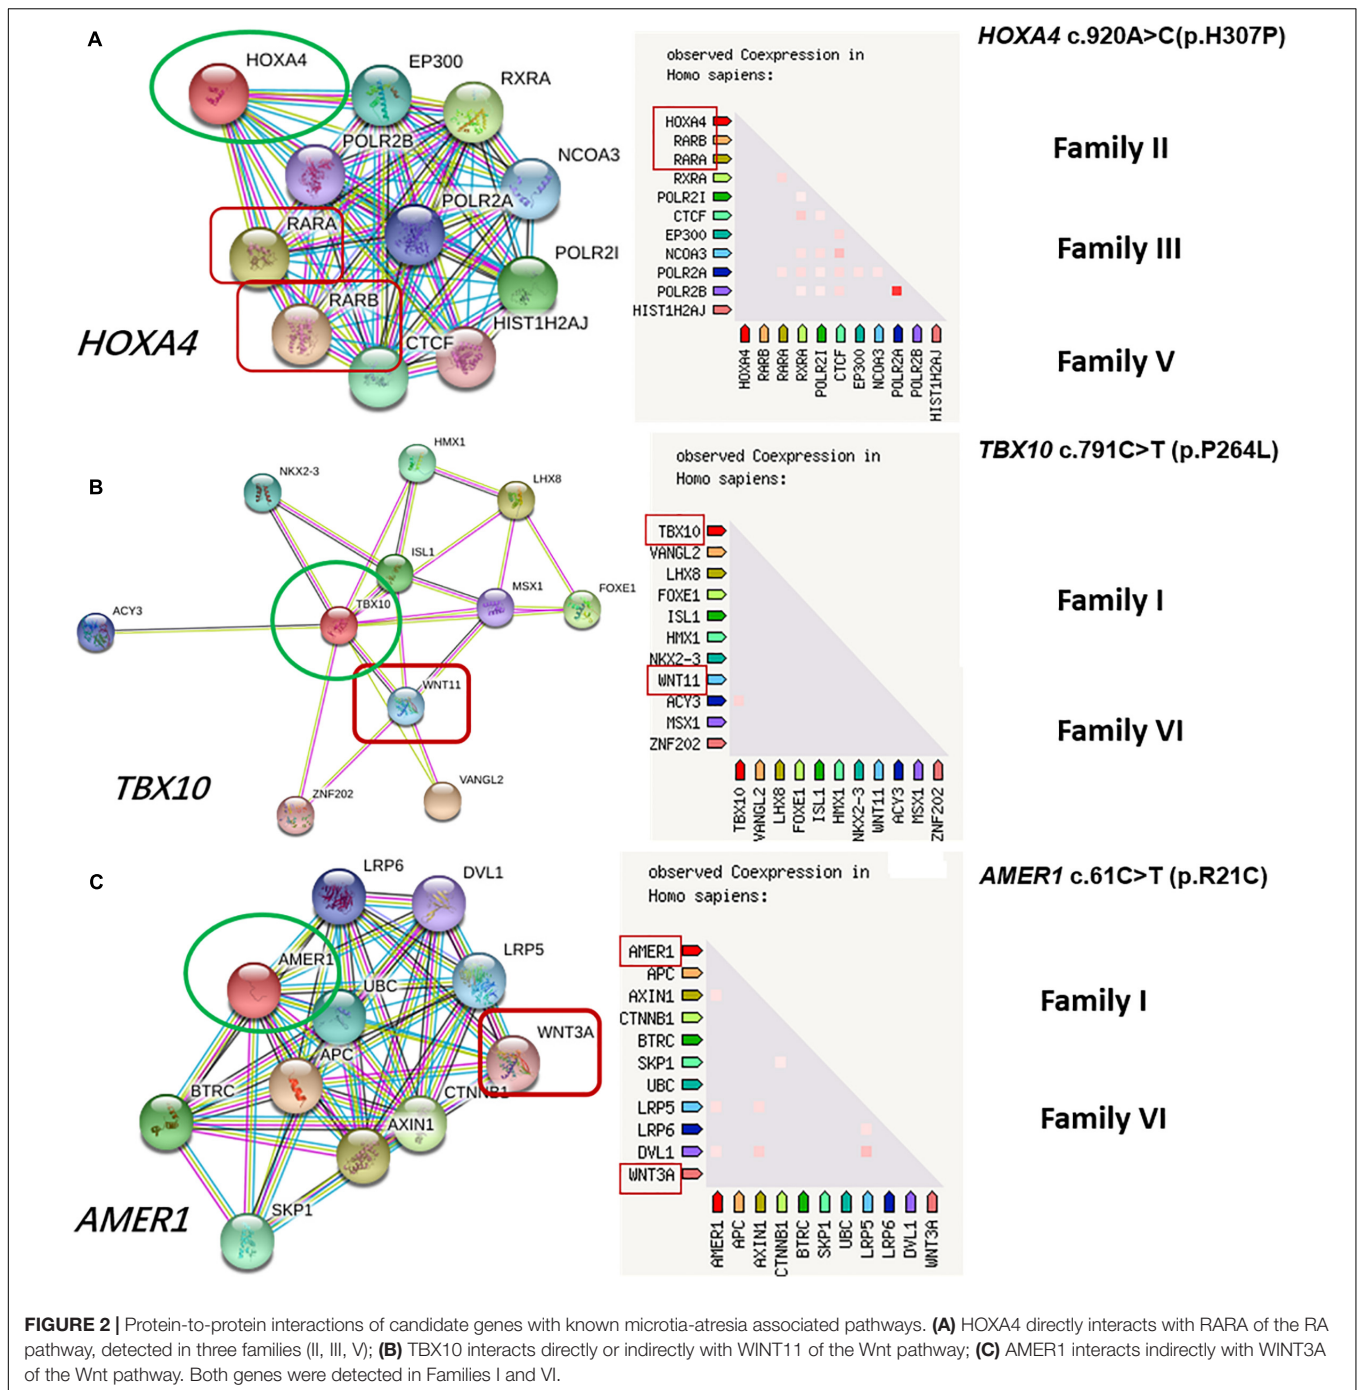 A
HOXA4
EP300
RXRA
POLR2B
NCOA3
POLR2A
RARA
POLR2I
RARB
HIST1H2AJ
CTCF
HOXA4
observed Coexpression in
Homo sapiens:
HOXA4
RARB
RARA
RXRA
POLR2I
CTCF
EP300
NCOA3
POLR2A
POLR2B
HIST1H2AJ
HOXA4
RARB
RARA
RXRA
POLR2I
CTCF
EP300
NCOA3
POLR2A
POLR2B
HIST1H2AJ
HOXA4 c.920A>C(p.H307P)
Family II
Family III
Family V
B
HMX1
NKX2-3
LHX8
ISL1
MSX1
FOXE1
TBX10
ACY3
WNT11
VANGL2
ZNF202
TBX10
observed Coexpression in
Homo sapiens:
TBX10
VANGL2
LHX8
FOXE1
ISL1
HMX1
NKX2-3
WNT11
ACY3
MSX1
ZNF202
TBX10
VANGL2
LHX8
FOXE1
ISL1
HMX1
NKX2-3
WNT11
ACY3
MSX1
ZNF202
TBX10 c.791C>T (p.P264L)
Family I
Family VI
C
LRP6
DVL1
AMER1
LRP5
UBC
WNT3A
APC
BTRC
CTNNB1
AXIN1
SKP1
AMER1
observed Coexpression in
Homo sapiens:
AMER1
APC
AXIN1
CTNNB1
BTRC
SKP1
UBC
LRP5
LRP6
DVL1
WNT3A
AMER1
APC
AXIN1
CTNNB1
BTRC
SKP1
UBC
LRP5
LRP6
DVL1
WNT3A
AMER1 c.61C>T (p.R21C)
Family I
Family VI
FIGURE 2 | Protein-to-protein interactions of candidate genes with known microtia-atresia associated pathways. (A) HOXA4 directly interacts with RARA of the RA
pathway, detected in three families (II, III, V); (B) TBX10 interacts directly or indirectly with WINT11 of the Wnt pathway; (C) AMER1 interacts indirectly with WINT3A
of the Wnt pathway. Both genes were detected in Families I and VI.